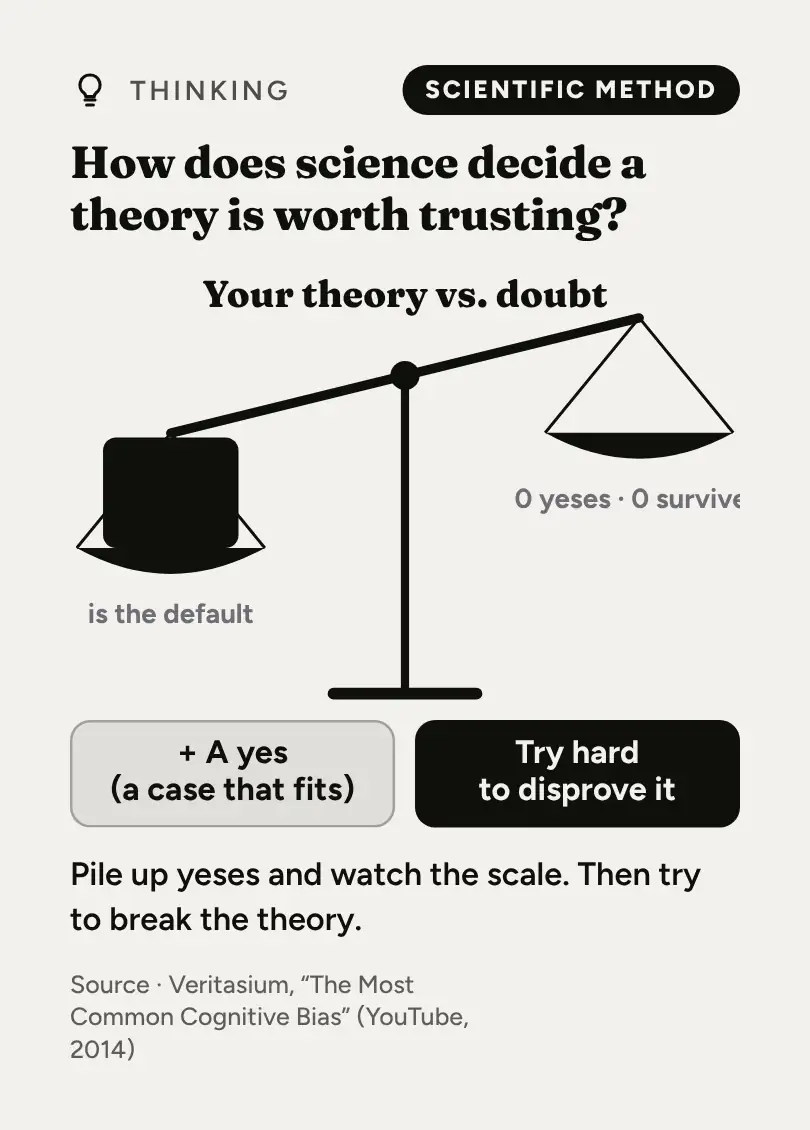 THINKING
SCIENTIFIC METHOD
How does science decide a
theory is worth trusting?
Your theory vs. doubt
0 yeses · 0 survive
is the default
+ A yes
(a case that fits)
Try hard
to disprove it
Pile up yeses and watch the scale. Then try
to break the theory.
Source · Veritasium, “The Most
Common Cognitive Bias” (YouTube,
2014)